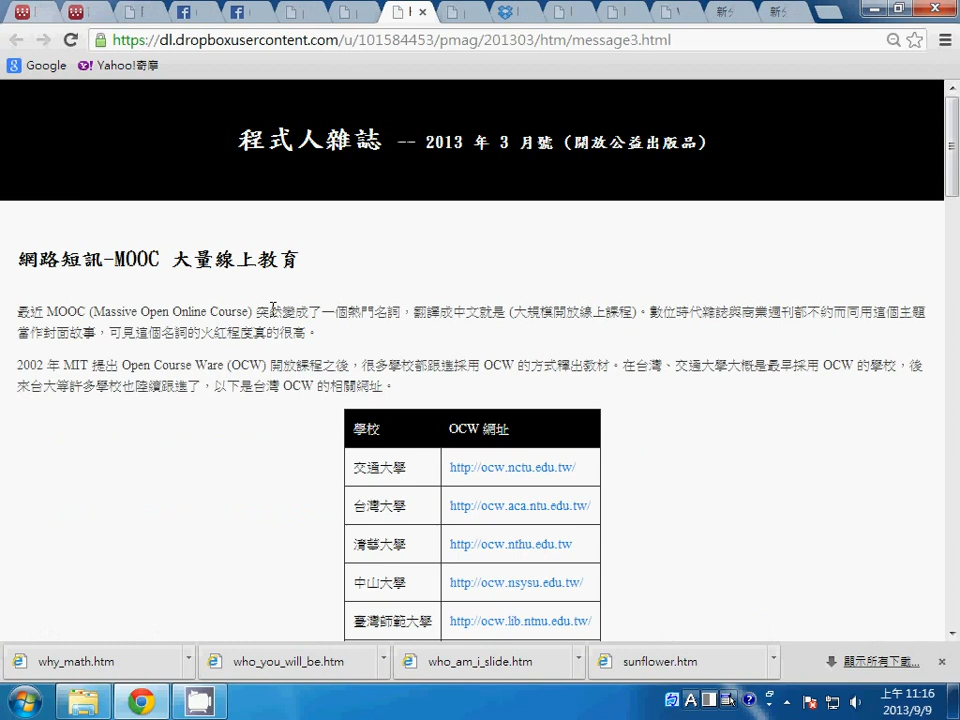 https://dl.dropboxusercontent.com/u/101584453/pmag/201303/htm/message3.html
Google Yahoo!奇摩
程式人雜誌 -- 2013 年 3 月號 (開放公益出版品)
網路短訊-MOOC 大量線上教育
最近 MOOC (Massive Open Online Course) 突然變成了一個熱門名詞，翻譯成中文就是 (大規模開放線上課程)。數位時代雜誌與商業週刊都不約而同用這個主題
當作封面故事，可見這個名詞的火紅程度真的很高。
2002 年 MIT 提出 Open Course Ware (OCW) 開放課程之後，很多學校都跟進採用 OCW 的方式釋出教材。在台灣、交通大學大概是最早採用 OCW 的學校，後
來台大等許多學校也陸續跟進了，以下是台灣 OCW 的相關網址。
學校 OCW 網址
交通大學 http://ocw.nctu.edu.tw/
台灣大學 http://ocw.aca.ntu.edu.tw/
清華大學 http://ocw.nthu.edu.tw
中山大學 http://ocw.nsysu.edu.tw/
臺灣師範大學 http://ocw.lib.ntnu.edu.tw/
why_math.htm who_you_will_be.htm who_am_i_slide.htm sunflower.htm 顯示所有下載...
上午 11:16
2013/9/9